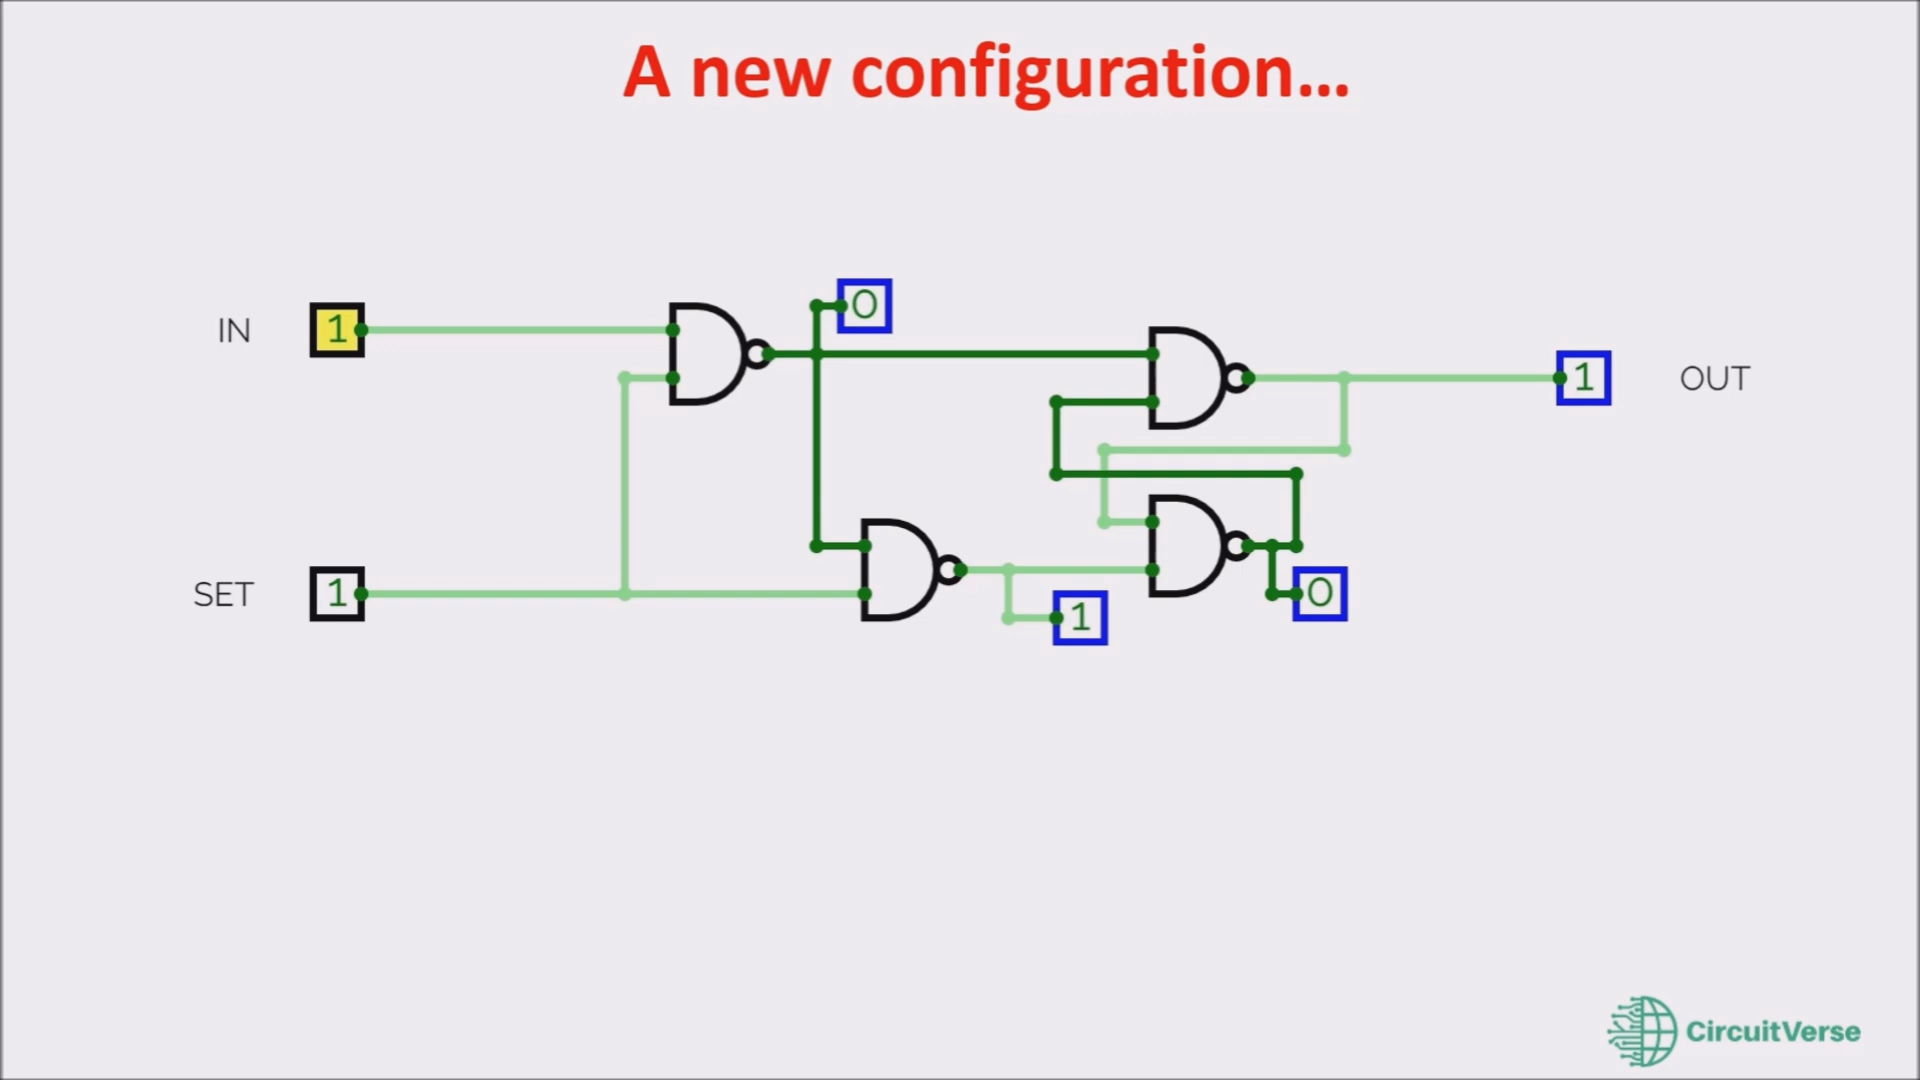 A new configuration...
0
IN 1
1 OUT
SET 1
0
1
CircuitVerse